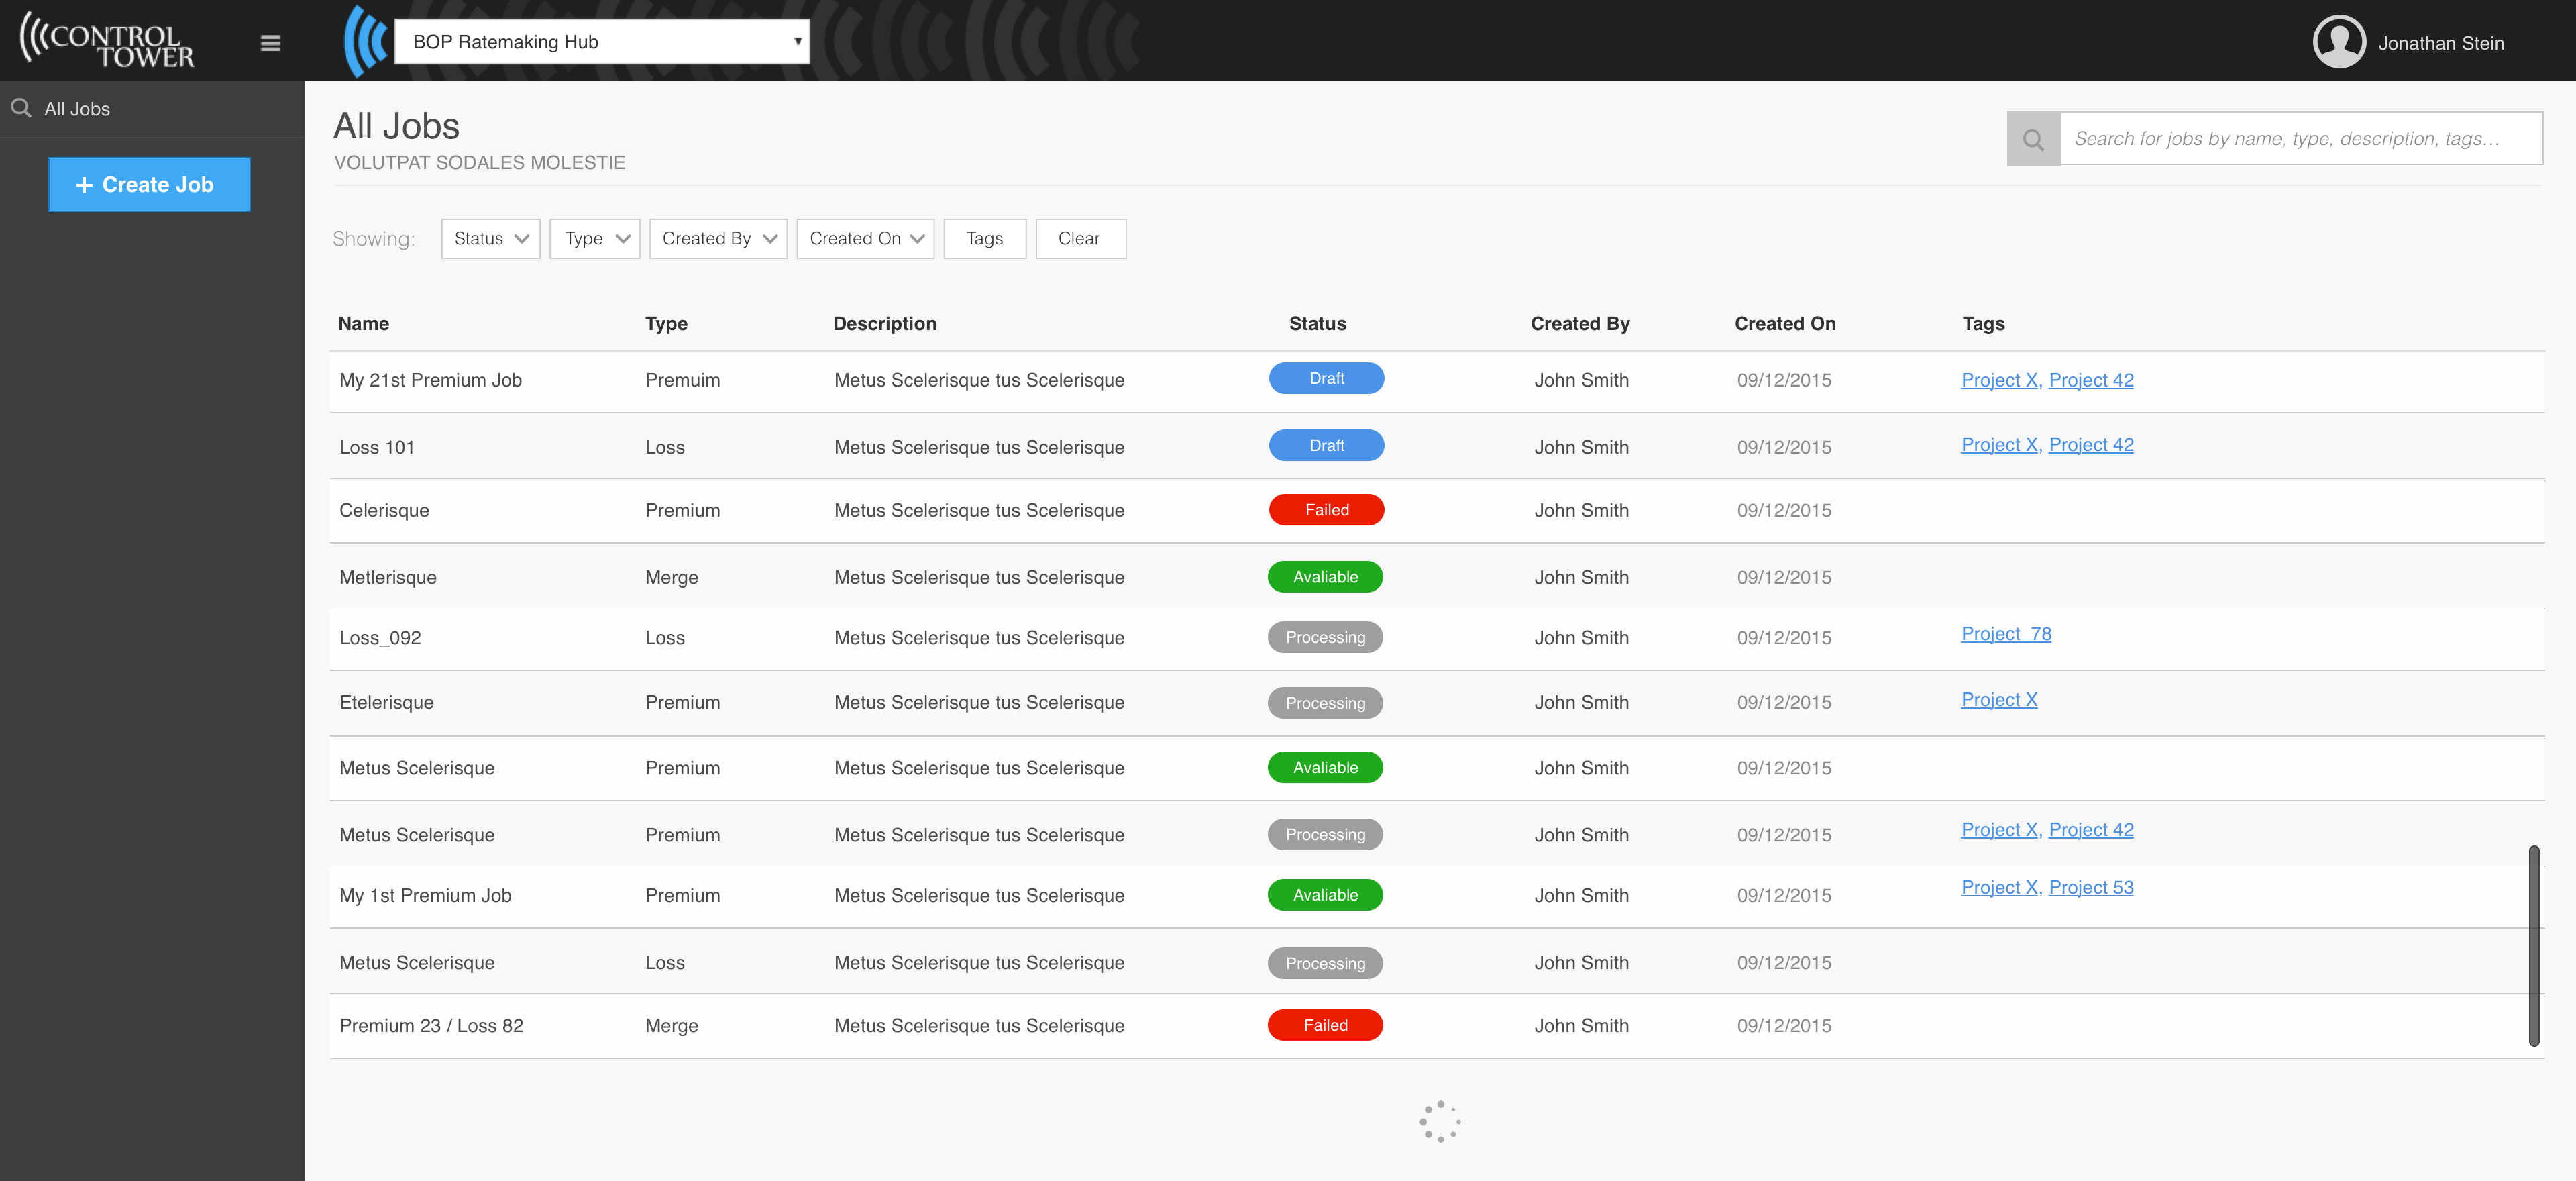 CONTROL TOWER
BOP Ratemaking Hub
Jonathan Stein
All Jobs
+ Create Job
All Jobs
VOLUTPAT SODALES MOLESTIE
Search for jobs by name, type, description, tags...
Showing: Status Type Created By Created On Tags Clear
Name Type Description Status Created By Created On Tags
My 21st Premium Job Premuim Metus Scelerisque tus Scelerisque Draft John Smith 09/12/2015 Project X, Project 42
Loss 101 Loss Metus Scelerisque tus Scelerisque Draft John Smith 09/12/2015 Project X, Project 42
Celerisque Premium Metus Scelerisque tus Scelerisque Failed John Smith 09/12/2015
Metlerisque Merge Metus Scelerisque tus Scelerisque Avaliable John Smith 09/12/2015
Loss_092 Loss Metus Scelerisque tus Scelerisque Processing John Smith 09/12/2015 Project_78
Etelerisque Premium Metus Scelerisque tus Scelerisque Processing John Smith 09/12/2015 Project X
Metus Scelerisque Premium Metus Scelerisque tus Scelerisque Avaliable John Smith 09/12/2015
Metus Scelerisque Premium Metus Scelerisque tus Scelerisque Processing John Smith 09/12/2015 Project X, Project 42
My 1st Premium Job Premium Metus Scelerisque tus Scelerisque Avaliable John Smith 09/12/2015 Project X, Project 53
Metus Scelerisque Loss Metus Scelerisque tus Scelerisque Processing John Smith 09/12/2015
Premium 23 / Loss 82 Merge Metus Scelerisque tus Scelerisque Failed John Smith 09/12/2015